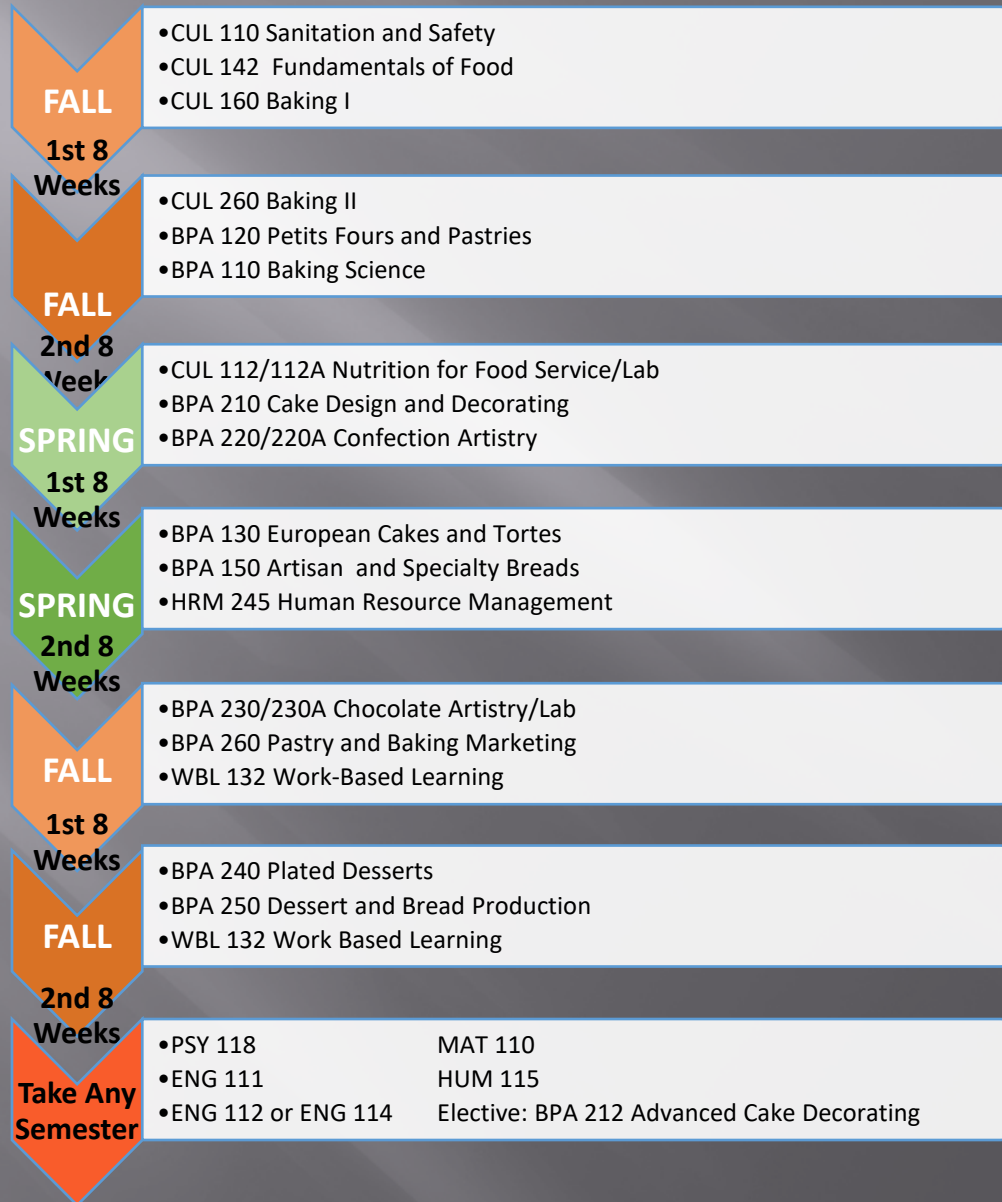 FALL
1st 8
Weeks
•CUL 110 Sanitation and Safety
•CUL 142  Fundamentals of Food
•CUL 160 Baking I
FALL
2nd 8
Week
•CUL 260 Baking II
•BPA 120 Petits Fours and Pastries
•BPA 110 Baking Science
SPRING
1st 8
Weeks
•CUL 112/112A Nutrition for Food Service/Lab
•BPA 210 Cake Design and Decorating
•BPA 220/220A Confection Artistry
SPRING
2nd 8
Weeks
•BPA 130 European Cakes and Tortes
•BPA 150 Artisan  and Specialty Breads
•HRM 245 Human Resource Management
FALL
1st 8
Weeks
•BPA 230/230A Chocolate Artistry/Lab
•BPA 260 Pastry and Baking Marketing
•WBL 132 Work-Based Learning
FALL
2nd 8
Weeks
•BPA 240 Plated Desserts
•BPA 250 Dessert and Bread Production
•WBL 132 Work Based Learning
Take Any
Semester
•PSY 118 MAT 110
•ENG 111 HUM 115
•ENG 112 or ENG 114 Elective: BPA 212 Advanced Cake Decorating